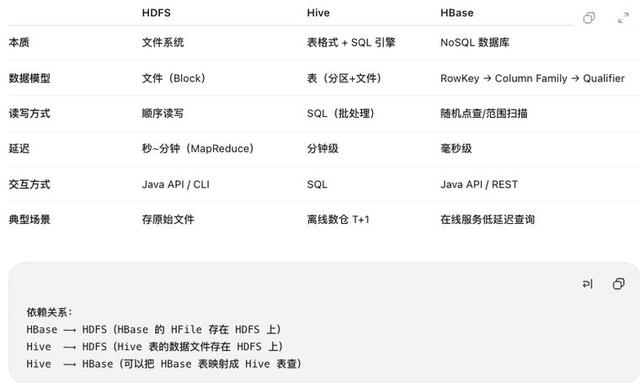 HDFS Hive HBase
本质 文件系统 表格式 + SQL 引擎 NoSQL 数据库
数据模型 文件（Block） 表（分区+文件） RowKey → Column Family → Qualifier
读写方式 顺序读写 SQL（批处理） 随机点查/范围扫描
延迟 秒~分钟（MapReduce） 分钟级 毫秒级
交互方式 Java API / CLI SQL Java API / REST
典型场景 存原始文件 离线数仓 T+1 在线服务低延迟查询
依赖关系：
HBase ⟶ HDFS（HBase 的 HFile 存在 HDFS 上）
Hive ⟶ HDFS（Hive 表的数据文件存在 HDFS 上）
Hive ⟶ HBase（可以把 HBase 表映射成 Hive 表查）